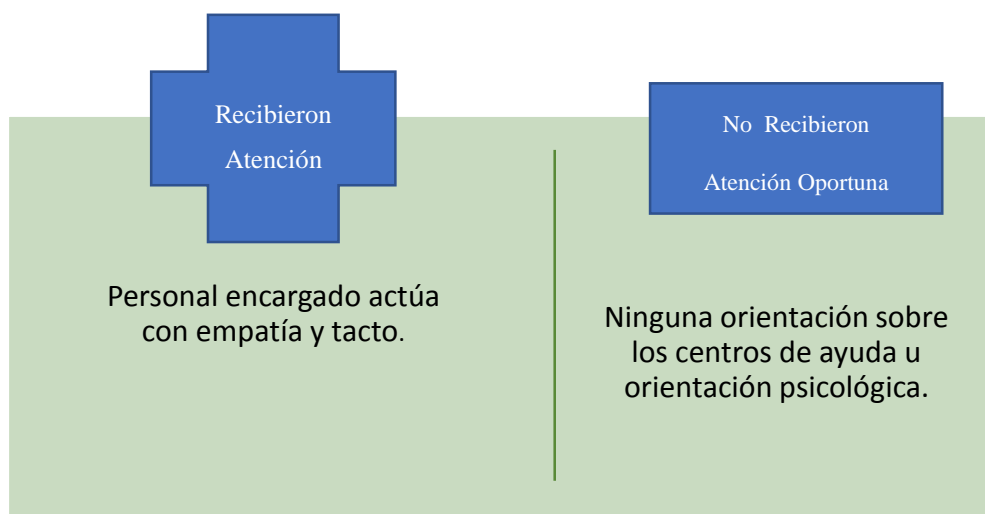 Recibieron
Atención
Personal encargado actúa
con empatía y tacto.
No Recibieron
Atención Oportuna
Ninguna orientación sobre
los centros de ayuda u
orientación psicológica.